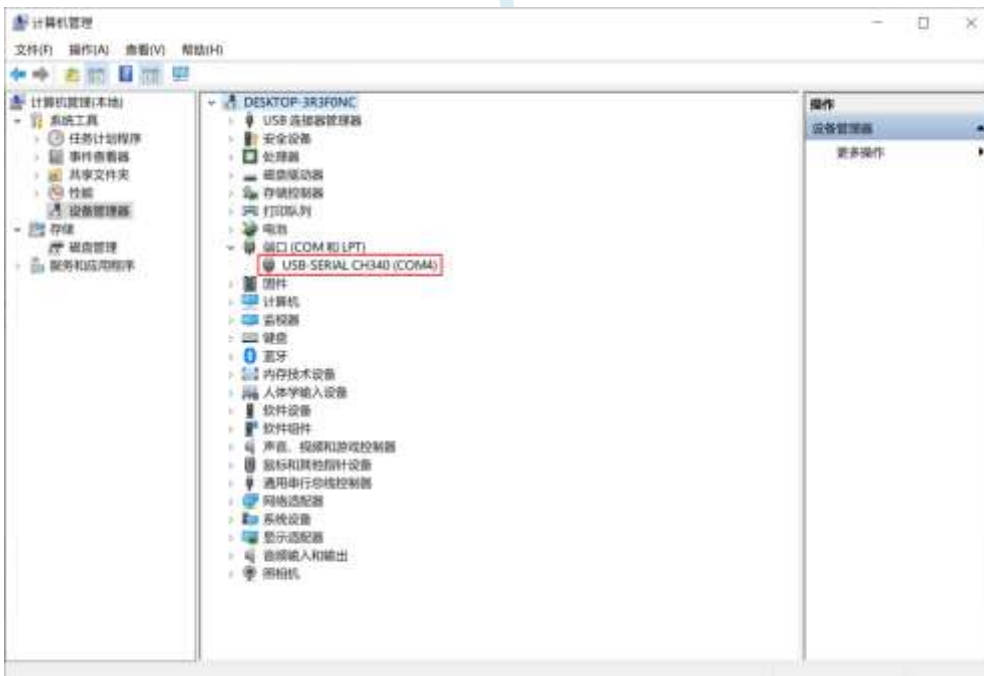 计算机管理
文件(F) 操作(A) 查看(V) 帮助(H)
计算机管理(本地)
系统工具
任务计划程序
事件查看器
共享文件夹
性能
设备管理器
存储
磁盘管理
服务和应用程序
DESKTOP-3R3F0NC
USB 连接器管理器
安全设备
处理器
磁盘驱动器
存储控制器
打印队列
电池
端口 (COM 和 LPT)
USB-SERIAL CH340 (COM4)
固件
计算机
监视器
键盘
蓝牙
内存技术设备
人体学输入设备
软件设备
软件组件
声音、视频和游戏控制器
鼠标和其他指针设备
通用串行总线控制器
网络适配器
系统设备
显示适配器
音频输入和输出
照相机
操作
设备管理器
更多操作